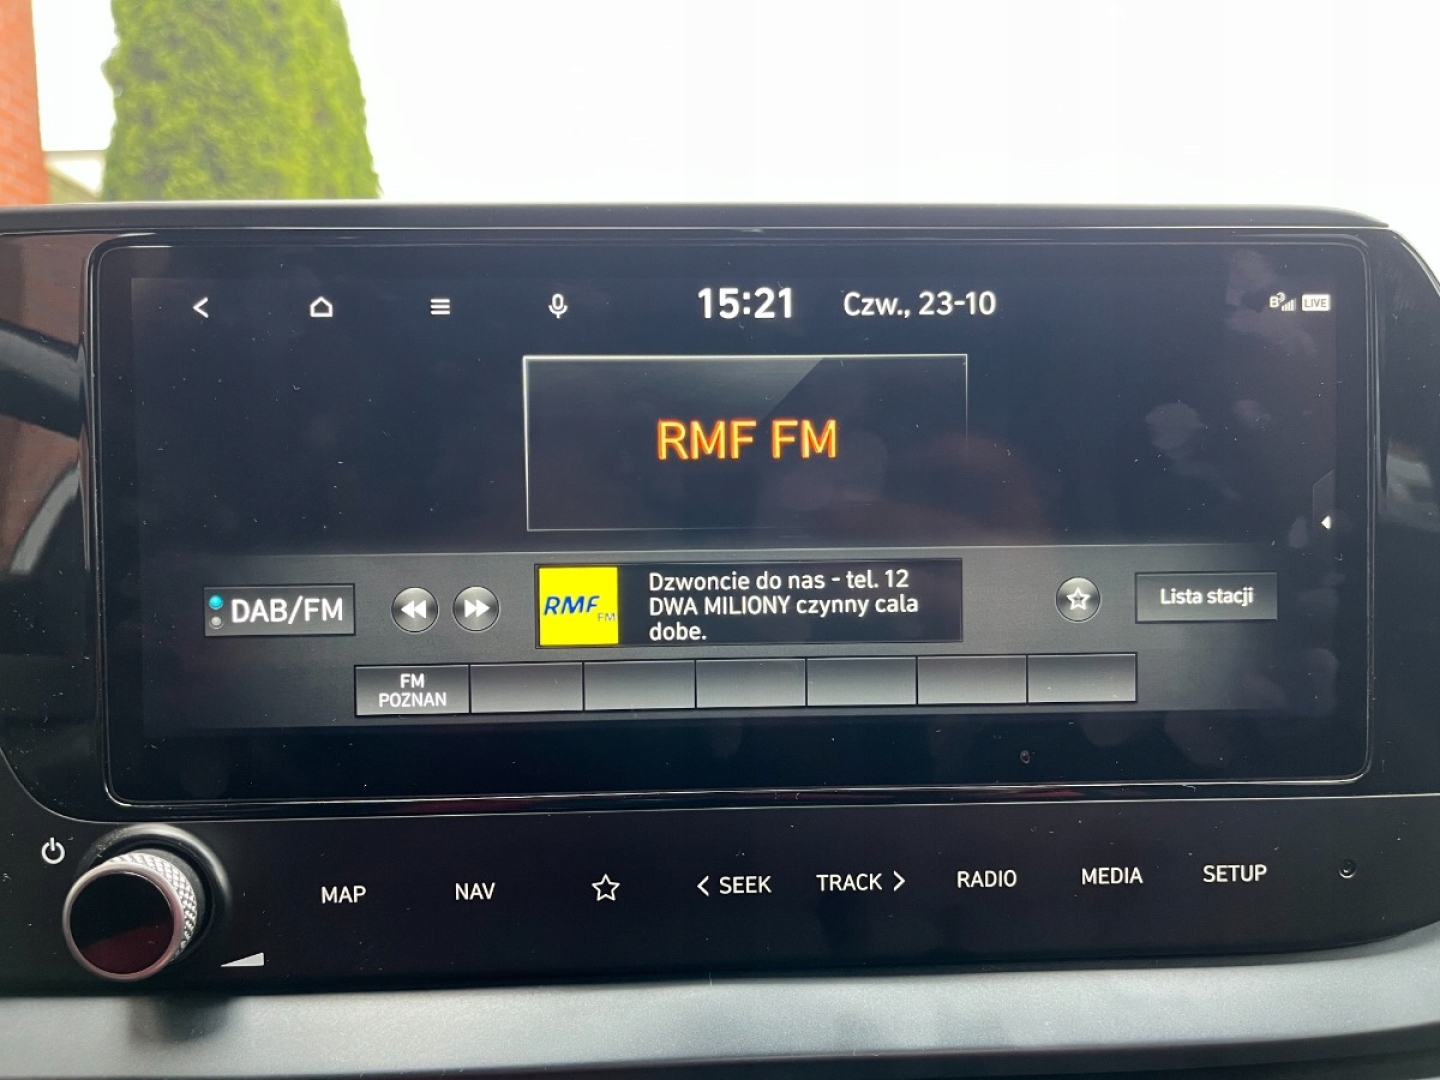 15:21 Czw., 23-10
B LIVE
RMF FM
DAB/FM
RMF FM
Dzwoncie do nas - tel. 12
DWA MILIONY czynny cala
dobe.
Lista stacji
FM
POZNAN
MAP NAV < SEEK TRACK > RADIO MEDIA SETUP